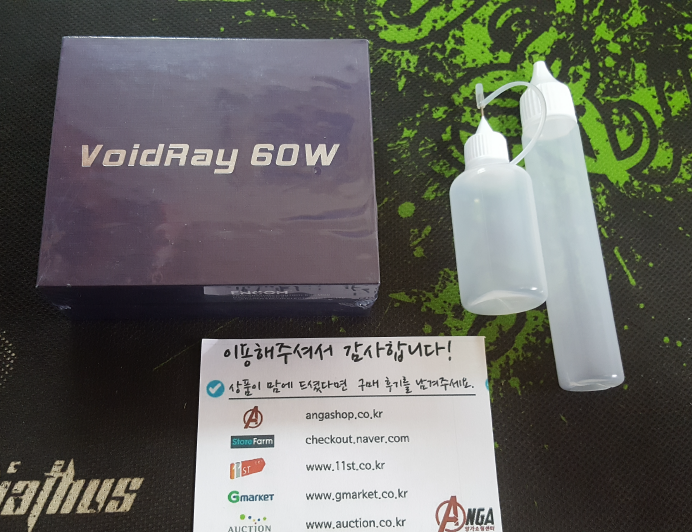 VoidRay 60W
ENCOM
이용해주셔서 감사합니다!
상품이 맘에 드셨다면 구매 후기를 남겨주세요.
A angashop.co.kr
StoreFarm checkout.naver.com
11ST www.11st.co.kr
Gmarket www.gmarket.co.kr
AUCTION www.auction.co.kr
ANGA